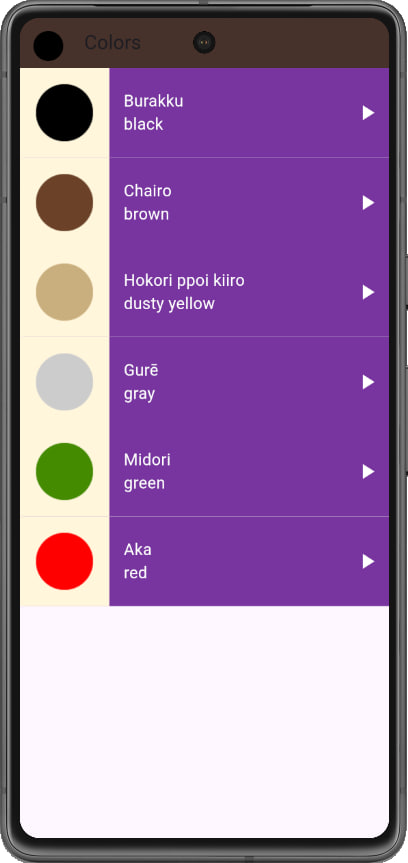 Colors
Burakku
black
Chairo
brown
Hokori ppoi kiiro
dusty yellow
Gurē
gray
Midori
green
Aka
red